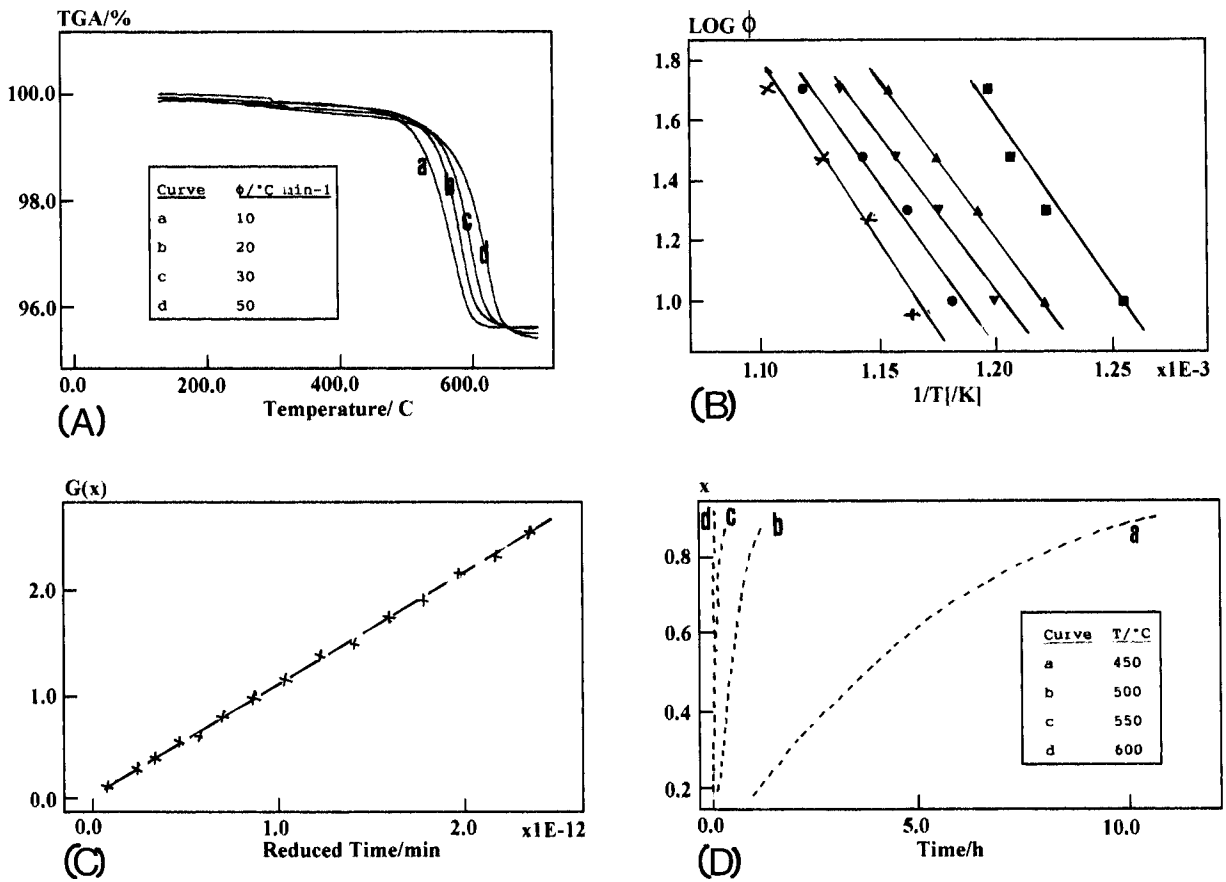 TGA/%
100.0
98.0
96.0
Curve ϕ/°C min-1
a 10
b 20
c 30
d 50
a
B
c
d
0.0 200.0 400.0 600.0
Temperature/ C
(A)
LOG ϕ
1.8
1.6
1.4
1.2
1.0
1.10 1.15 1.20 1.25 x1E-3
1/T[/K]
(B)
G(x)
2.0
1.0
0.0
0.0 1.0 2.0 x1E-12
Reduced Time/min
(C)
x
0.8
0.6
0.4
0.2
d c b a
Curve T/°C
a 450
b 500
c 550
d 600
0.0 5.0 10.0
Time/h
(D)